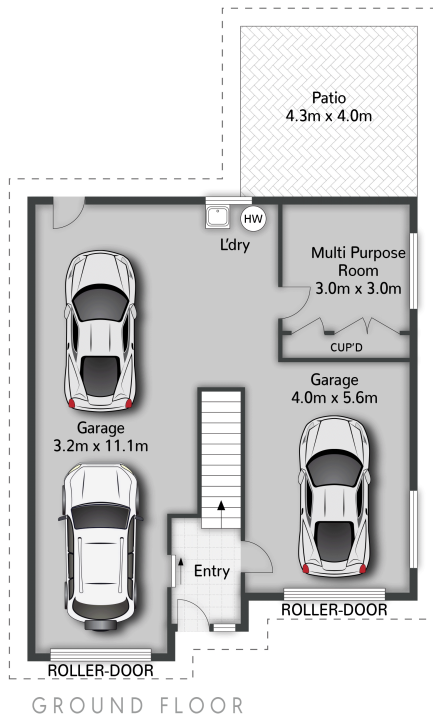 Patio
4.3m x 4.0m
HW
L'dry
Multi Purpose
Room
3.0m x 3.0m
CUP'D
Garage
4.0m x 5.6m
Garage
3.2m x 11.1m
Entry
ROLLER-DOOR
ROLLER-DOOR
GROUND FLOOR